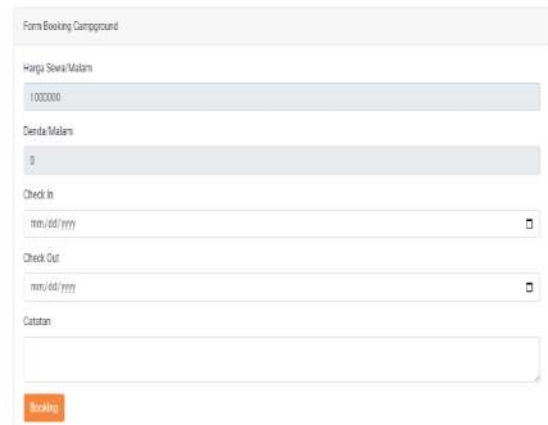 Form Booking Campground
Harga Sewa/Malam
1000000
Denda/Malam
0
Check In
mm/dd/yyyy
Check Out
mm/dd/yyyy
Catatan
Booking